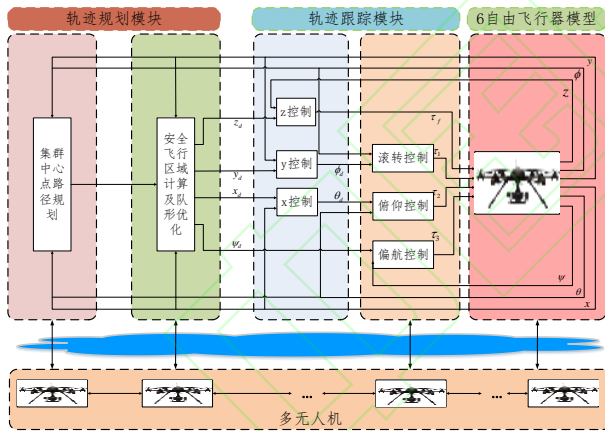 轨迹规划模块
轨迹跟踪模块
6自由飞行器模型
集群
中心
点路
径规
划
安全
飞行
区域
计算
及队
形优
化
z控制
y控制
x控制
滚转控制
俯仰控制
偏航控制
z_d
y_d
x_d
ψ_d
ϕ_d
θ_d
τ_f
τ_1
τ_2
τ_3
y
ϕ
z
ψ
θ
x
...
...
多无人机